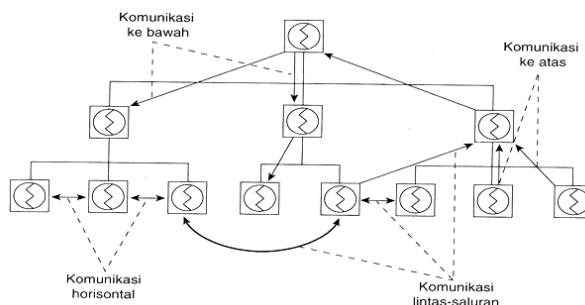 Komunikasi
ke bawah
Komunikasi
ke atas
Komunikasi
horisontal
Komunikasi
lintas-saluran